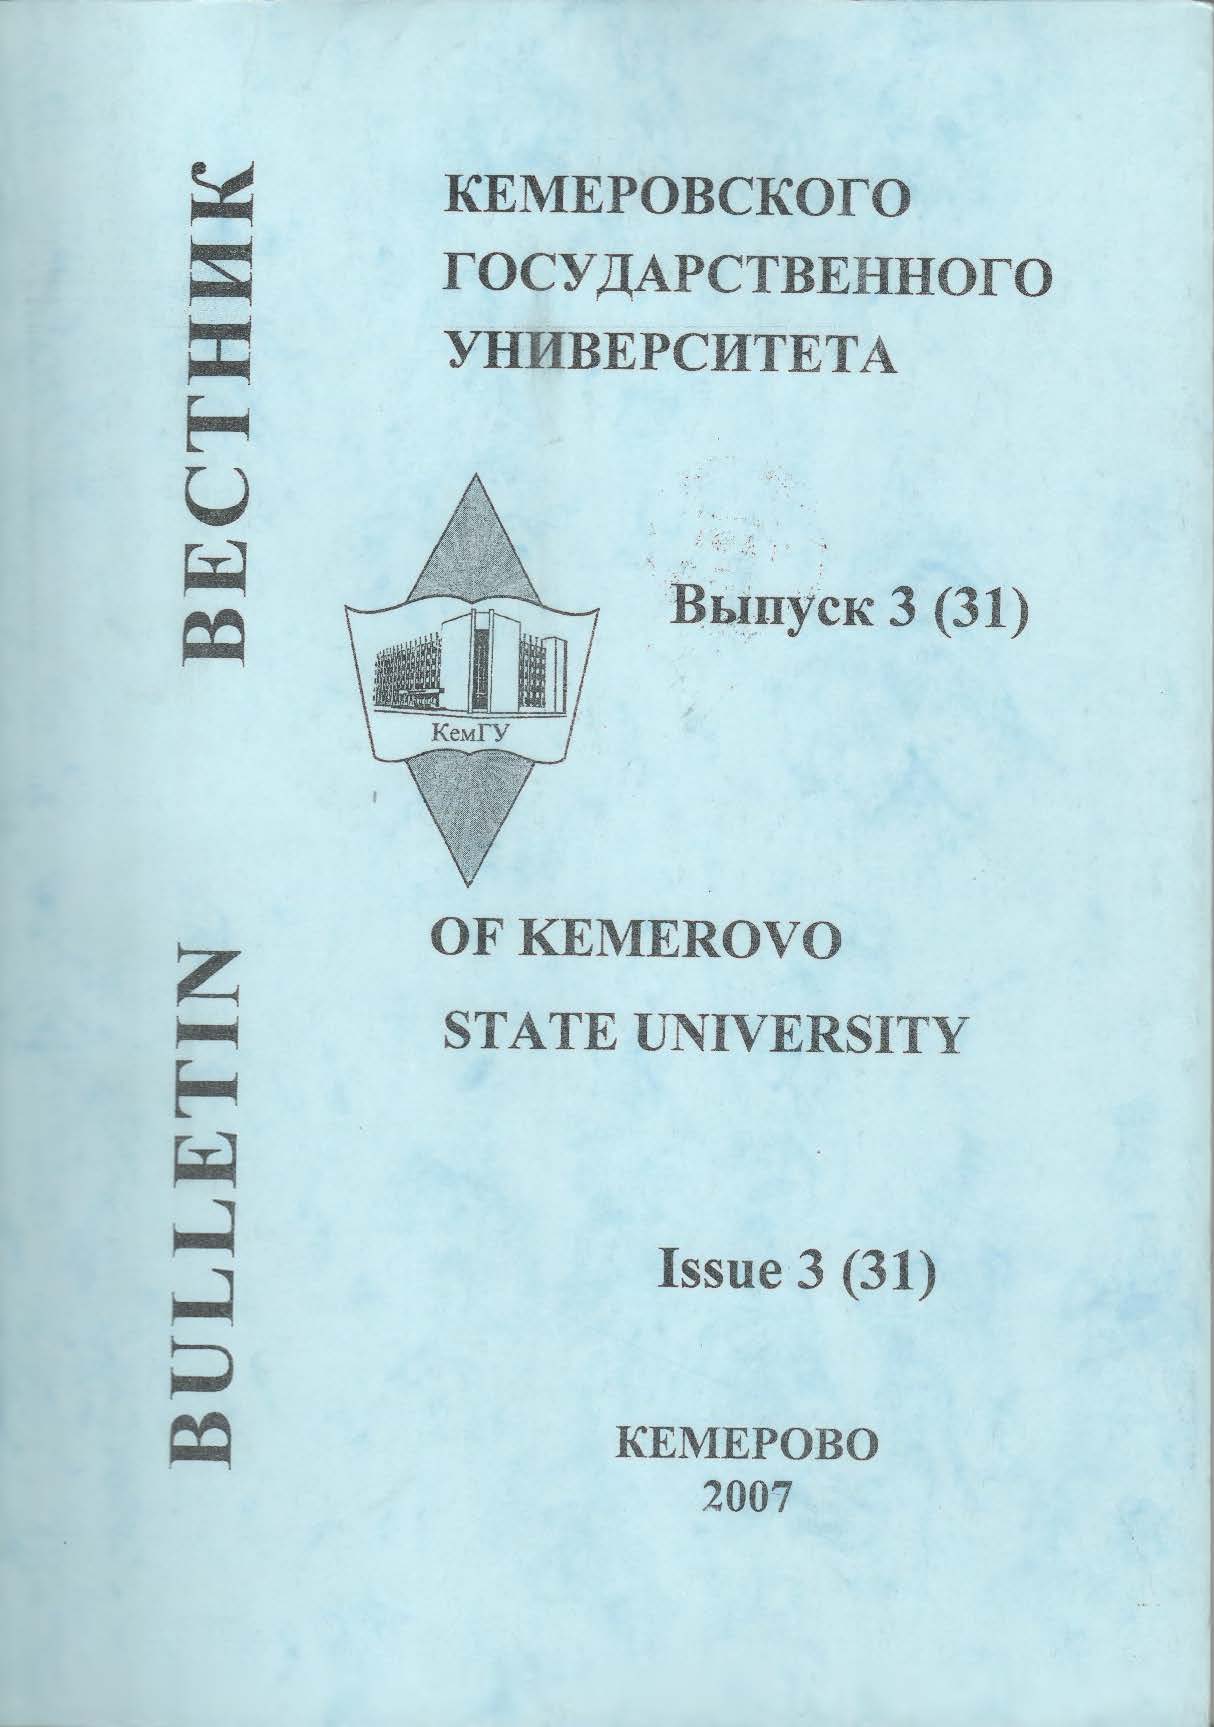 ВЕСТНИК
КЕМЕРОВСКОГО
ГОСУДАРСТВЕННОГО
УНИВЕРСИТЕТА
Выпуск 3 (31)
КемГУ
BULLETIN
OF KEMEROVO
STATE UNIVERSITY
Issue 3 (31)
КЕМЕРОВО
2007